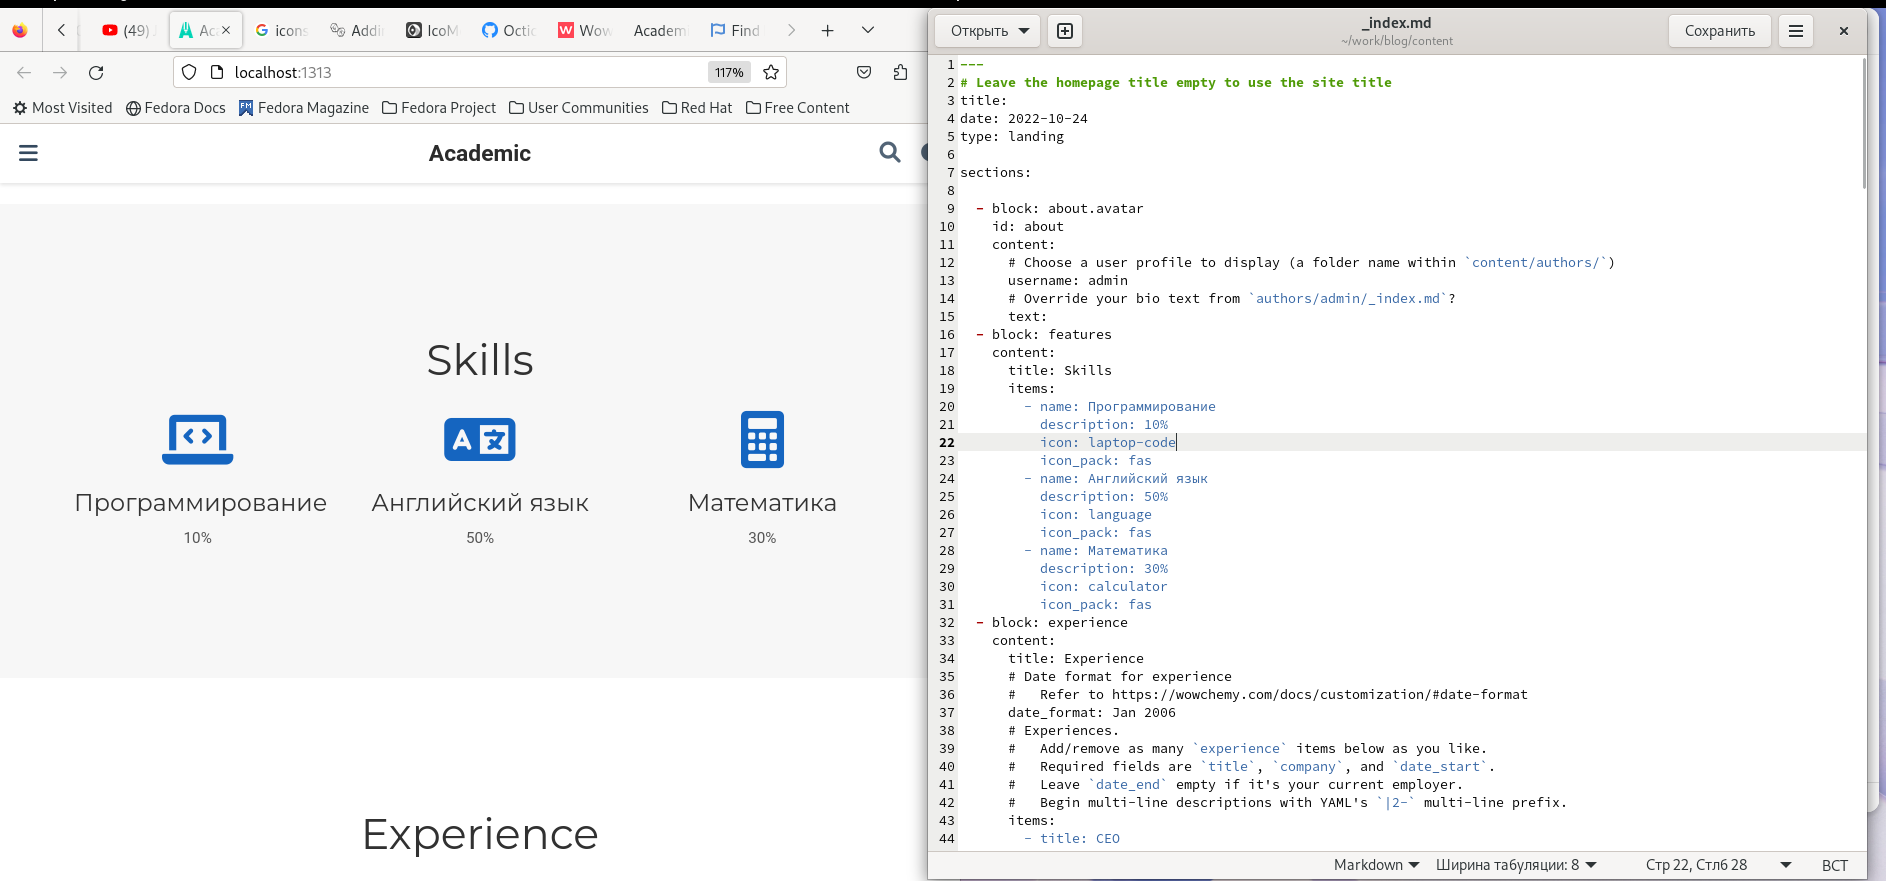 (49)
Ac
icons
Addi
IcoM
Octic
Wow
Academ
Find
localhost:1313
117%
Most Visited
Fedora Docs
Fedora Magazine
Fedora Project
User Communities
Red Hat
Free Content
Academic
Skills
Программирование
10%
Английский язык
50%
Математика
30%
Experience
Открыть
_index.md
~/work/blog/content
Сохранить
1 ---
2 # Leave the homepage title empty to use the site title
3 title:
4 date: 2022-10-24
5 type: landing
6
7 sections:
8
9 - block: about.avatar
10 id: about
11 content:
12 # Choose a user profile to display (a folder name within `content/authors/`)
13 username: admin
14 # Override your bio text from `authors/admin/_index.md`?
15 text:
16 - block: features
17 content:
18 title: Skills
19 items:
20 - name: Программирование
21 description: 10%
22 icon: laptop-code
23 icon_pack: fas
24 - name: Английский язык
25 description: 50%
26 icon: language
27 icon_pack: fas
28 - name: Математика
29 description: 30%
30 icon: calculator
31 icon_pack: fas
32 - block: experience
33 content:
34 title: Experience
35 # Date format for experience
36 #   Refer to https://wowchemy.com/docs/customization/#date-format
37 date_format: Jan 2006
38 # Experiences.
39 #   Add/remove as many `experience` items below as you like.
40 #   Required fields are `title`, `company`, and `date_start`.
41 #   Leave `date_end` empty if it's your current employer.
42 #   Begin multi-line descriptions with YAML's `|2-` multi-line prefix.
43 items:
44 - title: CEO
Markdown
Ширина табуляции: 8
Стр 22, Стлб 28
ВСТ